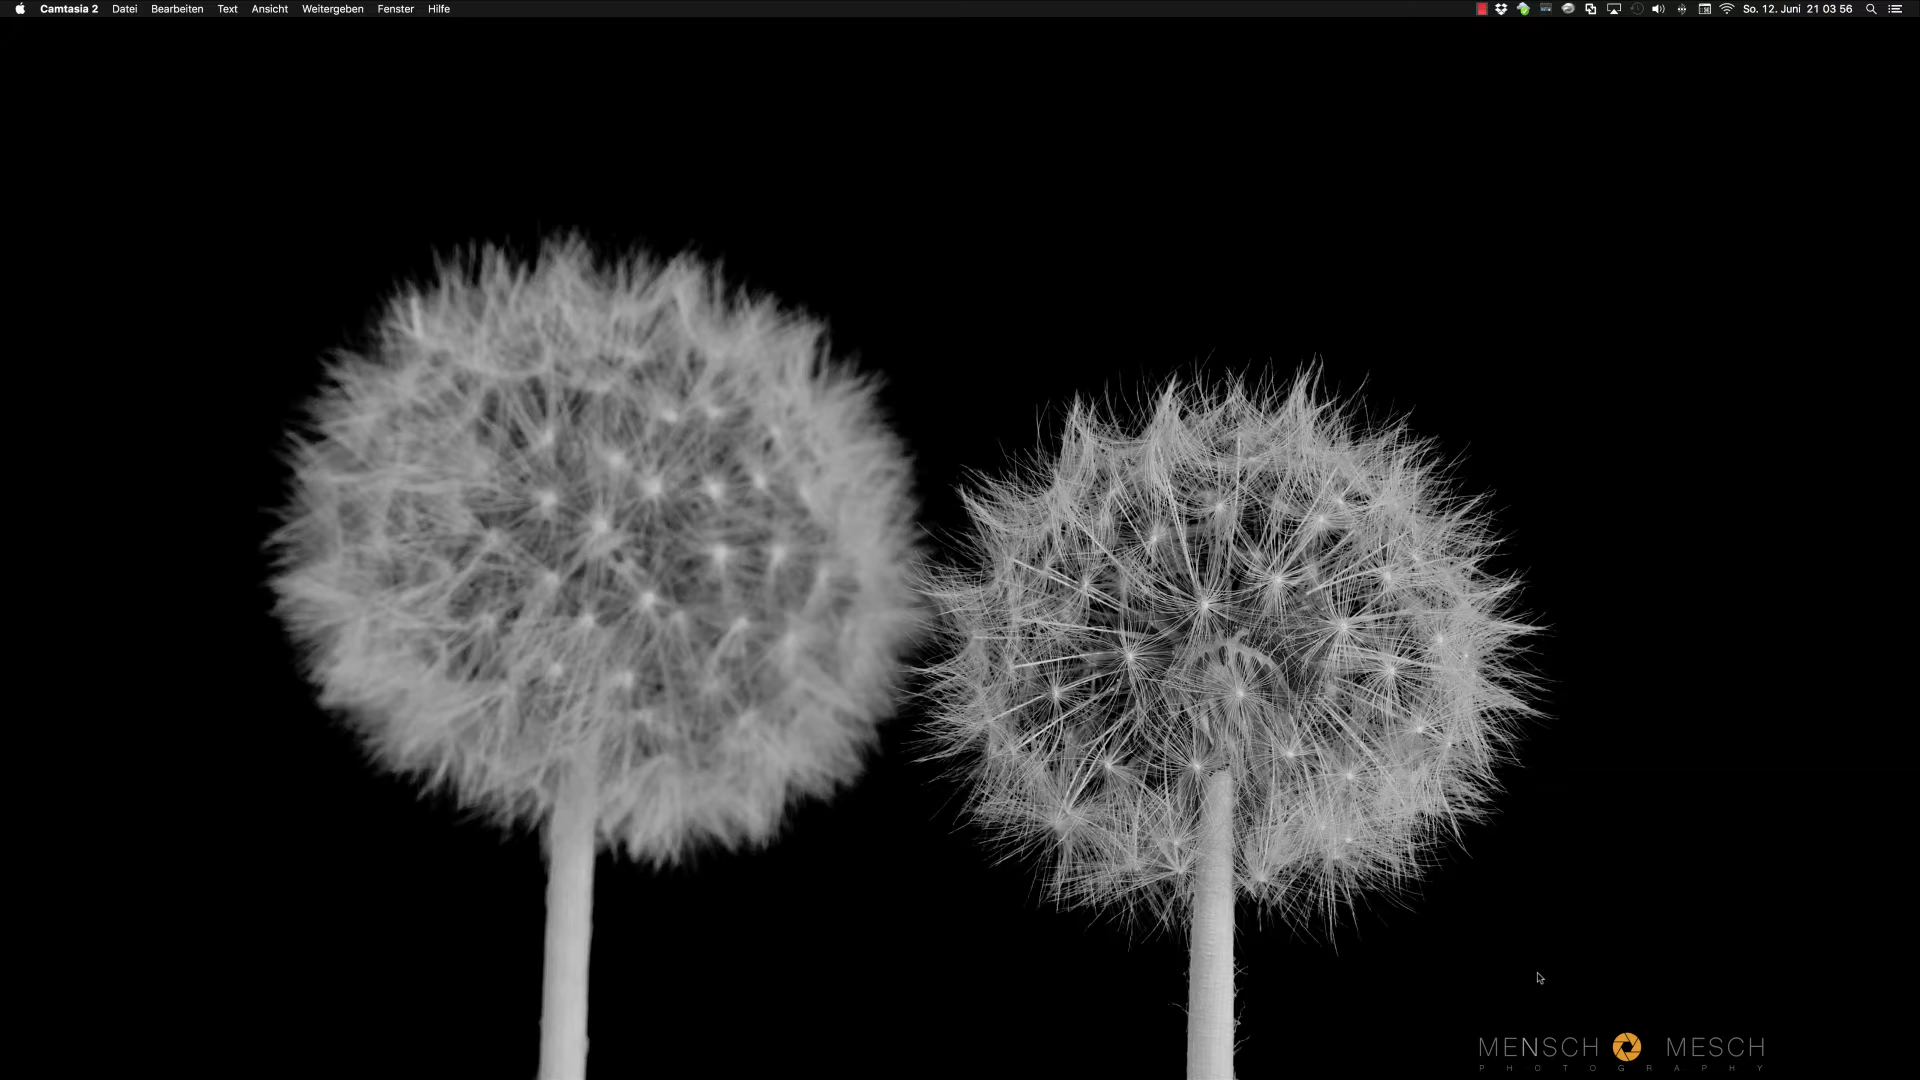 Camtasia 2 Datei Bearbeiten Text Ansicht Weitergeben Fenster Hilfe So. 12. Juni 21 03 56
MENSCH MESCH
PHOTOGRAPHY